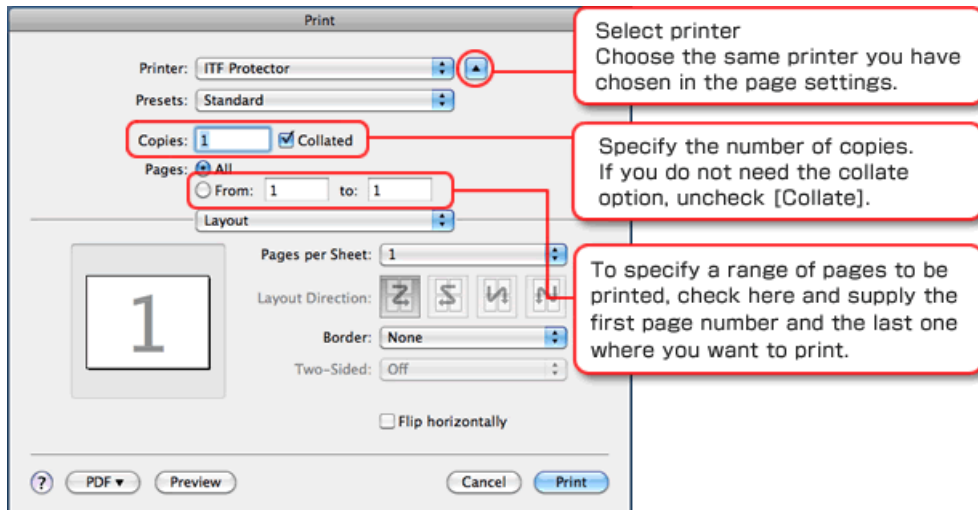 Print
Printer: ITF Protector
Presets: Standard
Copies: 1 Collated
Pages: All
From: 1 to: 1
Layout
1
Pages per Sheet: 1
Layout Direction:
Border: None
Two-Sided: Off
Flip horizontally
? PDF Preview Cancel Print
Select printer
Choose the same printer you have
chosen in the page settings.
Specify the number of copies.
If you do not need the collate
option, uncheck [Collate].
To specify a range of pages to be
printed, check here and supply the
first page number and the last one
where you want to print.